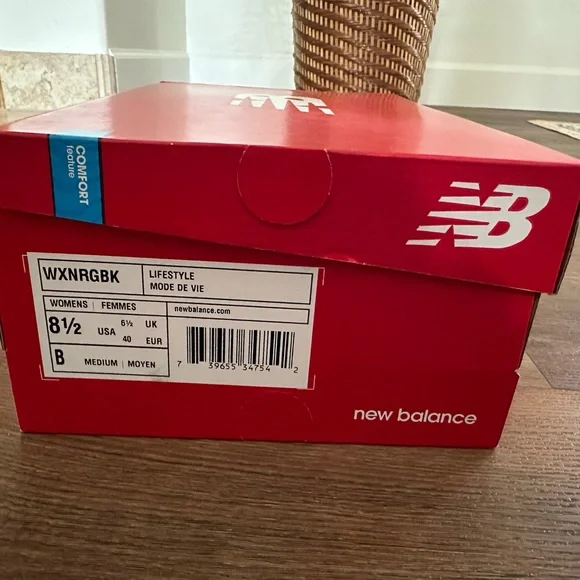 COMFORT
feature
NB
WXNRGBK
LIFESTYLE
MODE DE VIE
WOMENS | FEMMES
newbalance.com
8½ USA 6½ UK
40 EUR
B MEDIUM | MOYEN
7 39655 34754 2
new balance